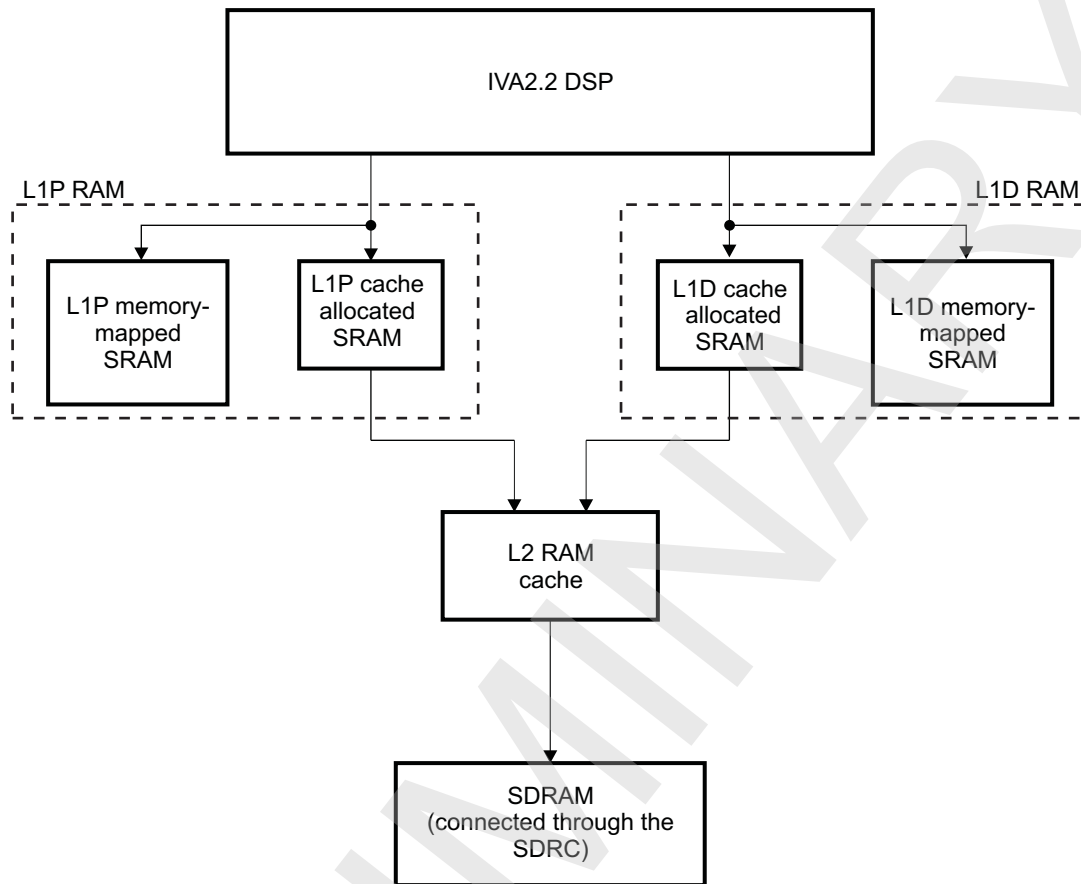 IVA2.2 DSP
L1P RAM
L1D RAM
L1P memory-
mapped
SRAM
L1P cache
allocated
SRAM
L1D cache
allocated
SRAM
L1D memory-
mapped
SRAM
L2 RAM
cache
SDRAM
(connected through the
SDRC)